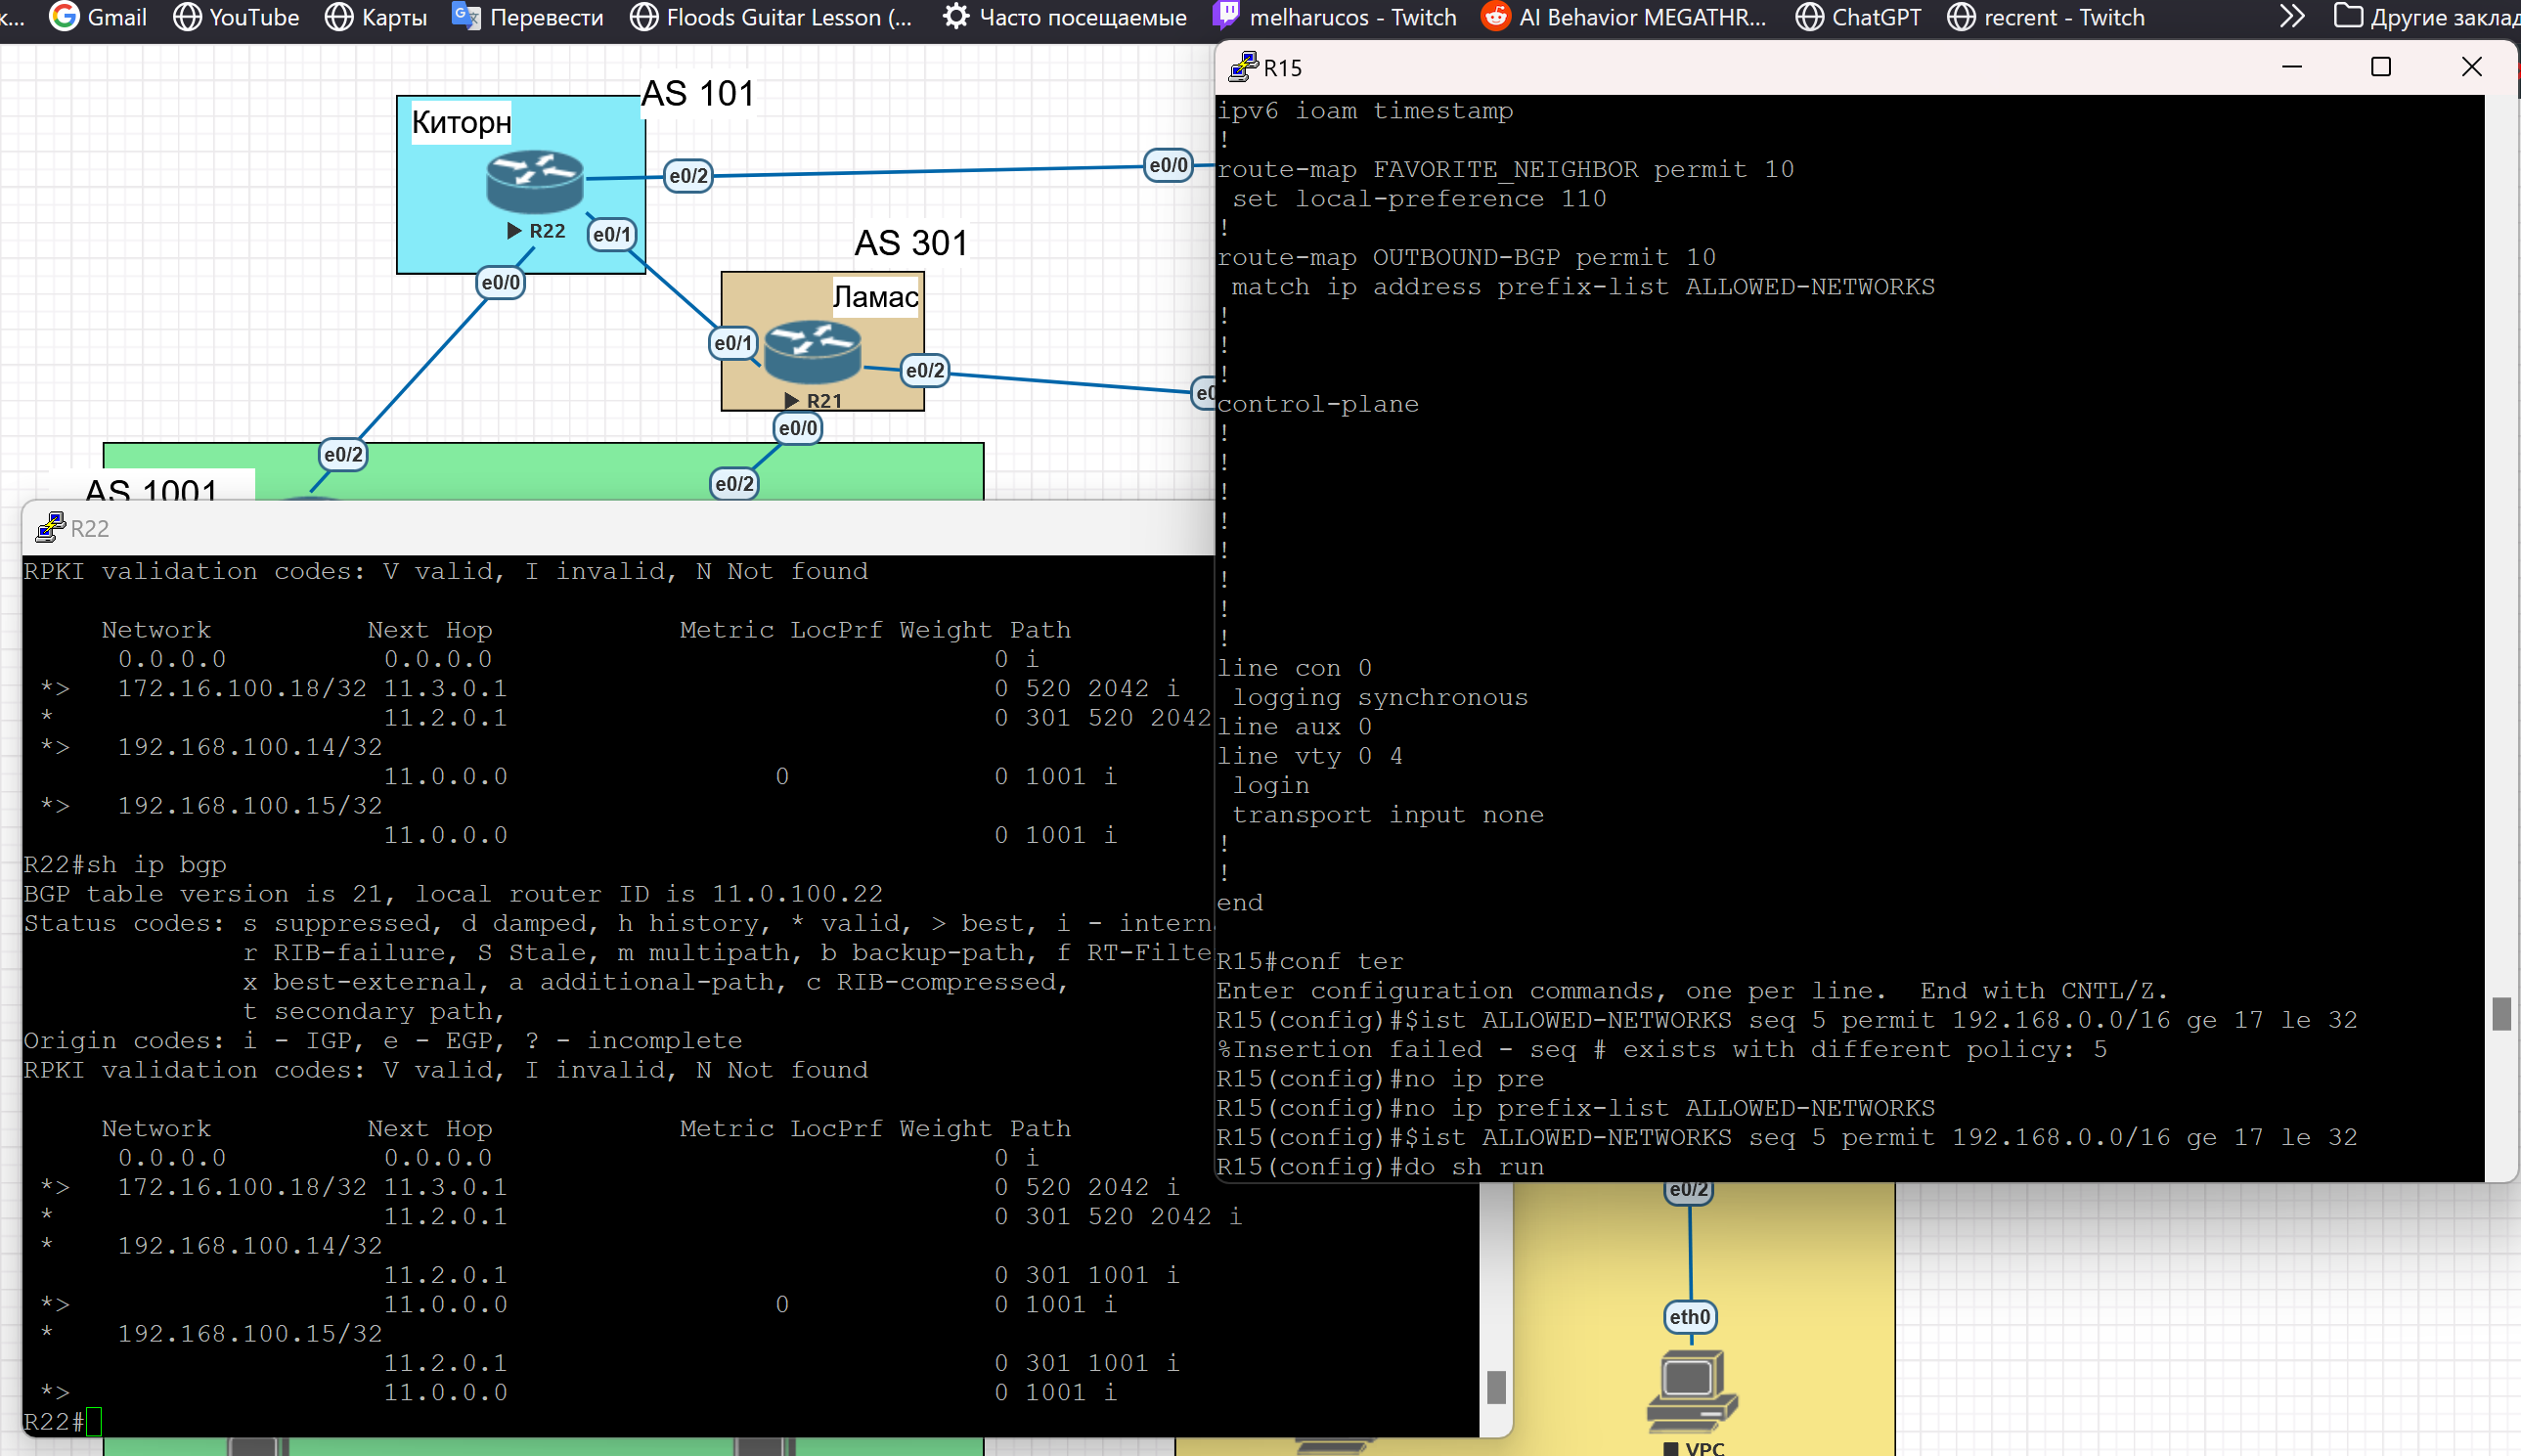 к...
Gmail
YouTube
Карты
Перевести
Floods Guitar Lesson (...
Часто посещаемые
melharucos - Twitch
AI Behavior MEGATHR...
ChatGPT
recrent - Twitch
Другие заклад
AS 101
Киторн
e0/2
e0/0
R22
e0/1
e0/0
AS 301
Ламас
e0/1
e0/2
R21
e0/0
e0/2
AS 1001
e0/2
R15
ipv6 ioam timestamp
!
route-map FAVORITE_NEIGHBOR permit 10
 set local-preference 110
!
route-map OUTBOUND-BGP permit 10
 match ip address prefix-list ALLOWED-NETWORKS
!
!
!
control-plane
!
!
!
!
!
!
!
!
line con 0
 logging synchronous
line aux 0
line vty 0 4
 login
 transport input none
!
!
end
R15#conf ter
Enter configuration commands, one per line.  End with CNTL/Z.
R15(config)#$ist ALLOWED-NETWORKS seq 5 permit 192.168.0.0/16 ge 17 le 32
%Insertion failed - seq # exists with different policy: 5
R15(config)#no ip pre
R15(config)#no ip prefix-list ALLOWED-NETWORKS
R15(config)#$ist ALLOWED-NETWORKS seq 5 permit 192.168.0.0/16 ge 17 le 32
R15(config)#do sh run
R22
RPKI validation codes: V valid, I invalid, N Not found
     Network          Next Hop            Metric LocPrf Weight Path
      0.0.0.0          0.0.0.0                                0 i
 *>   172.16.100.18/32 11.3.0.1                               0 520 2042 i
 *                     11.2.0.1                               0 301 520 2042
 *>   192.168.100.14/32
                       11.0.0.0                 0             0 1001 i
 *>   192.168.100.15/32
                       11.0.0.0                               0 1001 i
R22#sh ip bgp
BGP table version is 21, local router ID is 11.0.100.22
Status codes: s suppressed, d damped, h history, * valid, > best, i - intern
              r RIB-failure, S Stale, m multipath, b backup-path, f RT-Filte
              x best-external, a additional-path, c RIB-compressed,
              t secondary path,
Origin codes: i - IGP, e - EGP, ? - incomplete
RPKI validation codes: V valid, I invalid, N Not found
     Network          Next Hop            Metric LocPrf Weight Path
      0.0.0.0          0.0.0.0                                0 i
 *>   172.16.100.18/32 11.3.0.1                               0 520 2042 i
 *                     11.2.0.1                               0 301 520 2042 i
 *    192.168.100.14/32
                       11.2.0.1                               0 301 1001 i
 *>                    11.0.0.0                 0             0 1001 i
 *    192.168.100.15/32
                       11.2.0.1                               0 301 1001 i
 *>                    11.0.0.0                               0 1001 i
R22#
e0/2
eth0
VPC